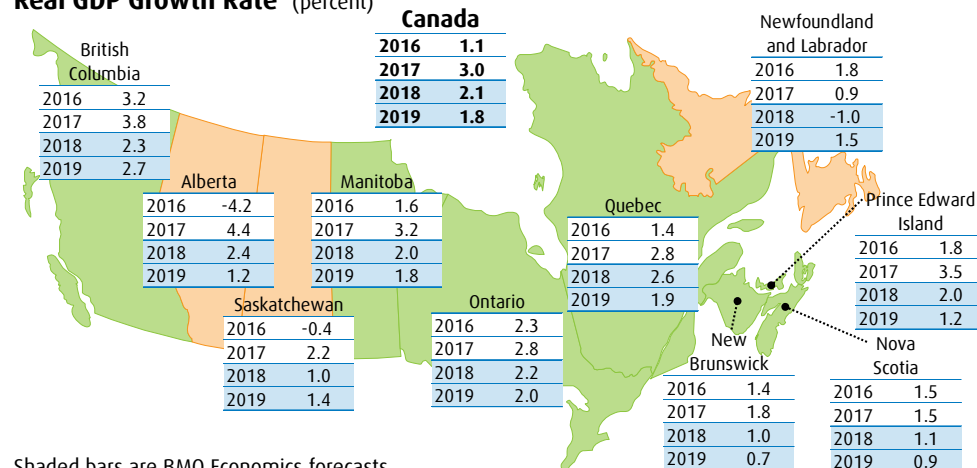 Real GDP Growth Rate (percent)
Canada
2016 1.1
2017 3.0
2018 2.1
2019 1.8
British
Columbia
2016 3.2
2017 3.8
2018 2.3
2019 2.7
Newfoundland
and Labrador
2016 1.8
2017 0.9
2018 -1.0
2019 1.5
Alberta
2016 -4.2
2017 4.4
2018 2.4
2019 1.2
Manitoba
2016 1.6
2017 3.2
2018 2.0
2019 1.8
Quebec
2016 1.4
2017 2.8
2018 2.6
2019 1.9
Prince Edward
Island
2016 1.8
2017 3.5
2018 2.0
2019 1.2
Saskatchewan
2016 -0.4
2017 2.2
2018 1.0
2019 1.4
Ontario
2016 2.3
2017 2.8
2018 2.2
2019 2.0
New
Brunswick
2016 1.4
2017 1.8
2018 1.0
2019 0.7
Nova
Scotia
2016 1.5
2017 1.5
2018 1.1
2019 0.9
Shaded bars are BMO Economics forecasts